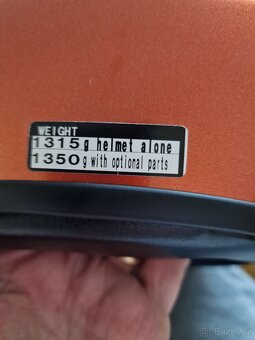 WEIGHT
1315g helmet alone
1350g with optional parts